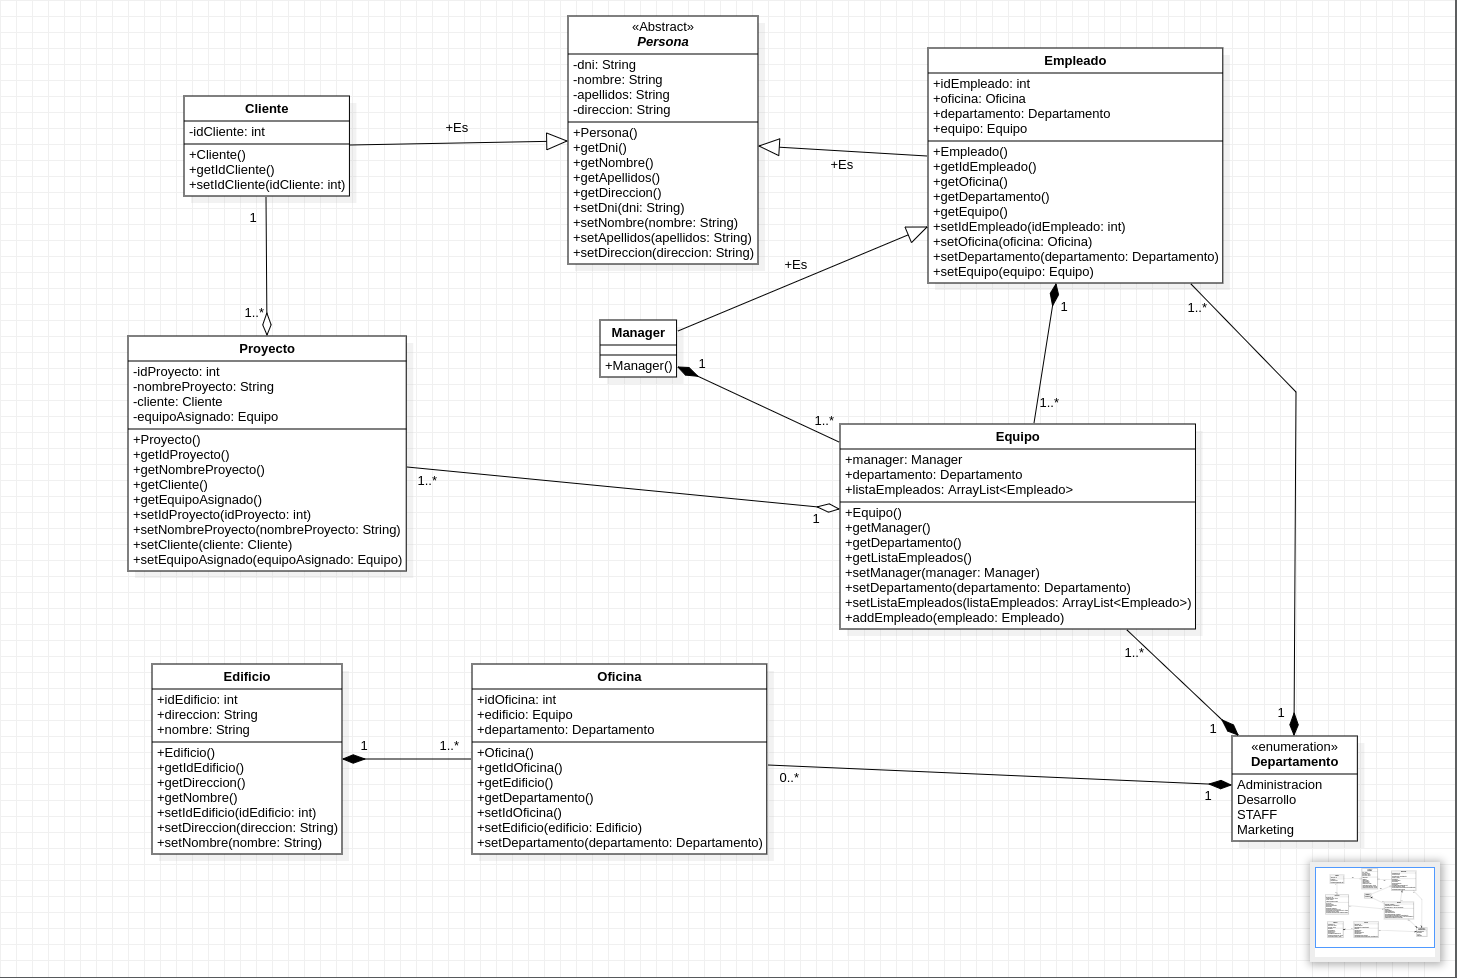 «Abstract»
Persona
-dni: String
-nombre: String
-apellidos: String
-direccion: String
+Persona()
+getDni()
+getNombre()
+getApellidos()
+getDireccion()
+setDni(dni: String)
+setNombre(nombre: String)
+setApellidos(apellidos: String)
+setDireccion(direccion: String)
Empleado
+idEmpleado: int
+oficina: Oficina
+departamento: Departamento
+equipo: Equipo
+Empleado()
+getIdEmpleado()
+getOficina()
+getDepartamento()
+getEquipo()
+setIdEmpleado(idEmpleado: int)
+setOficina(oficina: Oficina)
+setDepartamento(departamento: Departamento)
+setEquipo(equipo: Equipo)
Cliente
-idCliente: int
+Cliente()
+getIdCliente()
+setIdCliente(idCliente: int)
+Es
+Es
+Es
1
1..*
Manager
+Manager()
1
1..*
1
1..*
1..*
1
Proyecto
-idProyecto: int
-nombreProyecto: String
-cliente: Cliente
-equipoAsignado: Equipo
+Proyecto()
+getIdProyecto()
+getNombreProyecto()
+getCliente()
+getEquipoAsignado()
+setIdProyecto(idProyecto: int)
+setNombreProyecto(nombreProyecto: String)
+setCliente(cliente: Cliente)
+setEquipoAsignado(equipoAsignado: Equipo)
1..*
1
Equipo
+manager: Manager
+departamento: Departamento
+listaEmpleados: ArrayList<Empleado>
+Equipo()
+getManager()
+getDepartamento()
+getListaEmpleados()
+setManager(manager: Manager)
+setDepartamento(departamento: Departamento)
+setListaEmpleados(listaEmpleados: ArrayList<Empleado>)
+addEmpleado(empleado: Empleado)
1..*
1
Edificio
+idEdificio: int
+direccion: String
+nombre: String
+Edificio()
+getIdEdificio()
+getDireccion()
+getNombre()
+setIdEdificio(idEdificio: int)
+setDireccion(direccion: String)
+setNombre(nombre: String)
1
1..*
Oficina
+idOficina: int
+edificio: Equipo
+departamento: Departamento
+Oficina()
+getIdOficina()
+getEdificio()
+getDepartamento()
+setIdOficina()
+setEdificio(edificio: Edificio)
+setDepartamento(departamento: Departamento)
0..*
1
«enumeration»
Departamento
Administracion
Desarrollo
STAFF
Marketing